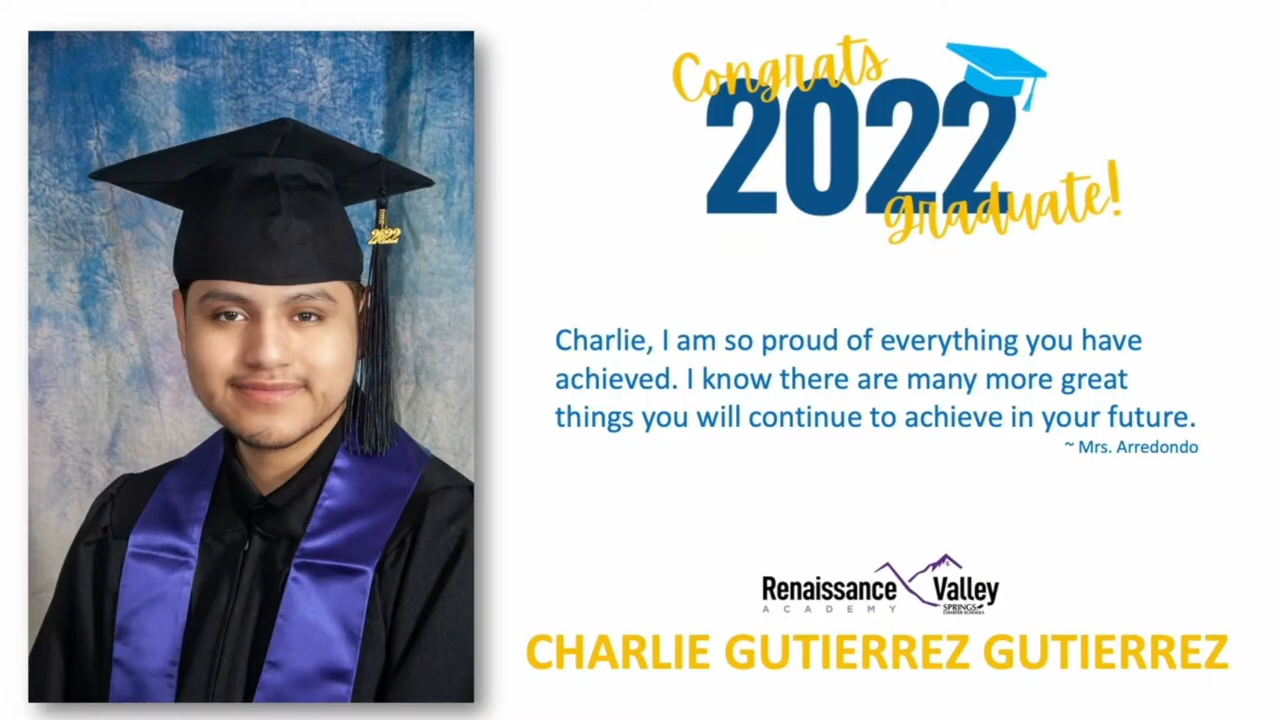 Congrats
2022
graduate!
2022
Charlie, I am so proud of everything you have
achieved. I know there are many more great
things you will continue to achieve in your future.
~ Mrs. Arredondo
Renaissance Valley
ACADEMY
SPRINGS
CHARTER SCHOOLS
CHARLIE GUTIERREZ GUTIERREZ